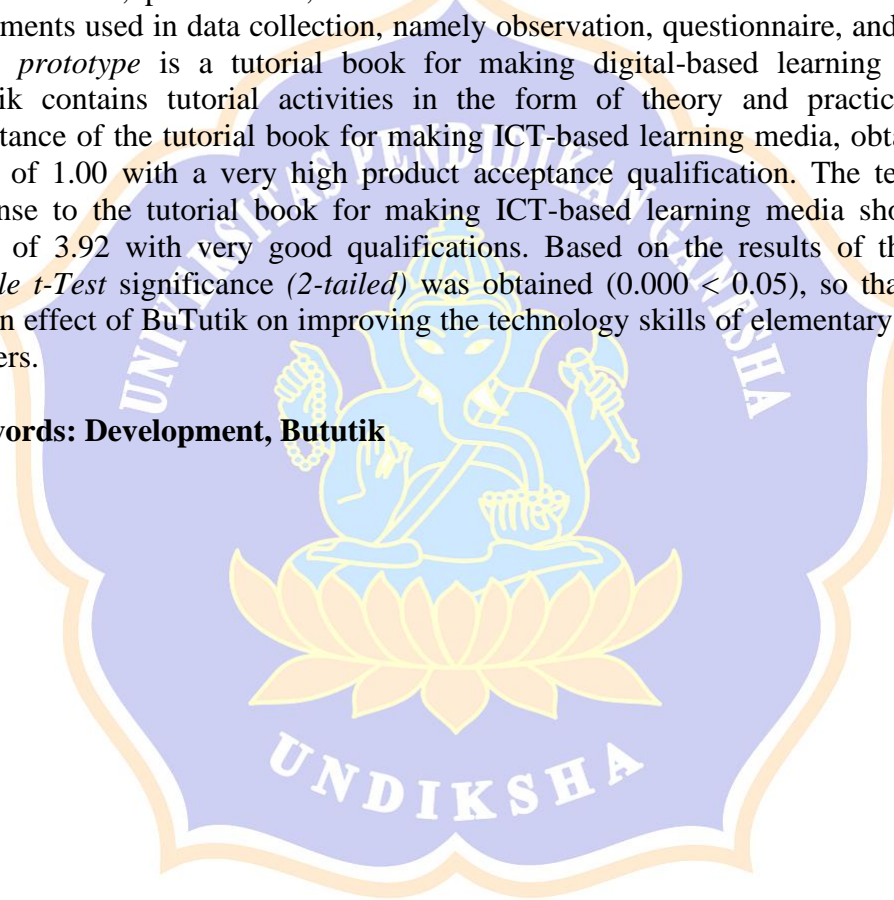 ments used in data collection, namely observation, questionnaire, and
prototype is a tutorial book for making digital-based learning
ik contains tutorial activities in the form of theory and practic
tance of the tutorial book for making ICT-based learning media, obta
of 1.00 with a very high product acceptance qualification. The te
nse to the tutorial book for making ICT-based learning media sho
of 3.92 with very good qualifications. Based on the results of th
le t-Test significance (2-tailed) was obtained (0.000 < 0.05), so tha
n effect of BuTutik on improving the technology skills of elementary
ers.
words: Development, Bututik
UNIVERSITAS PENDIDIKAN GANESHA
UNDIKSHA